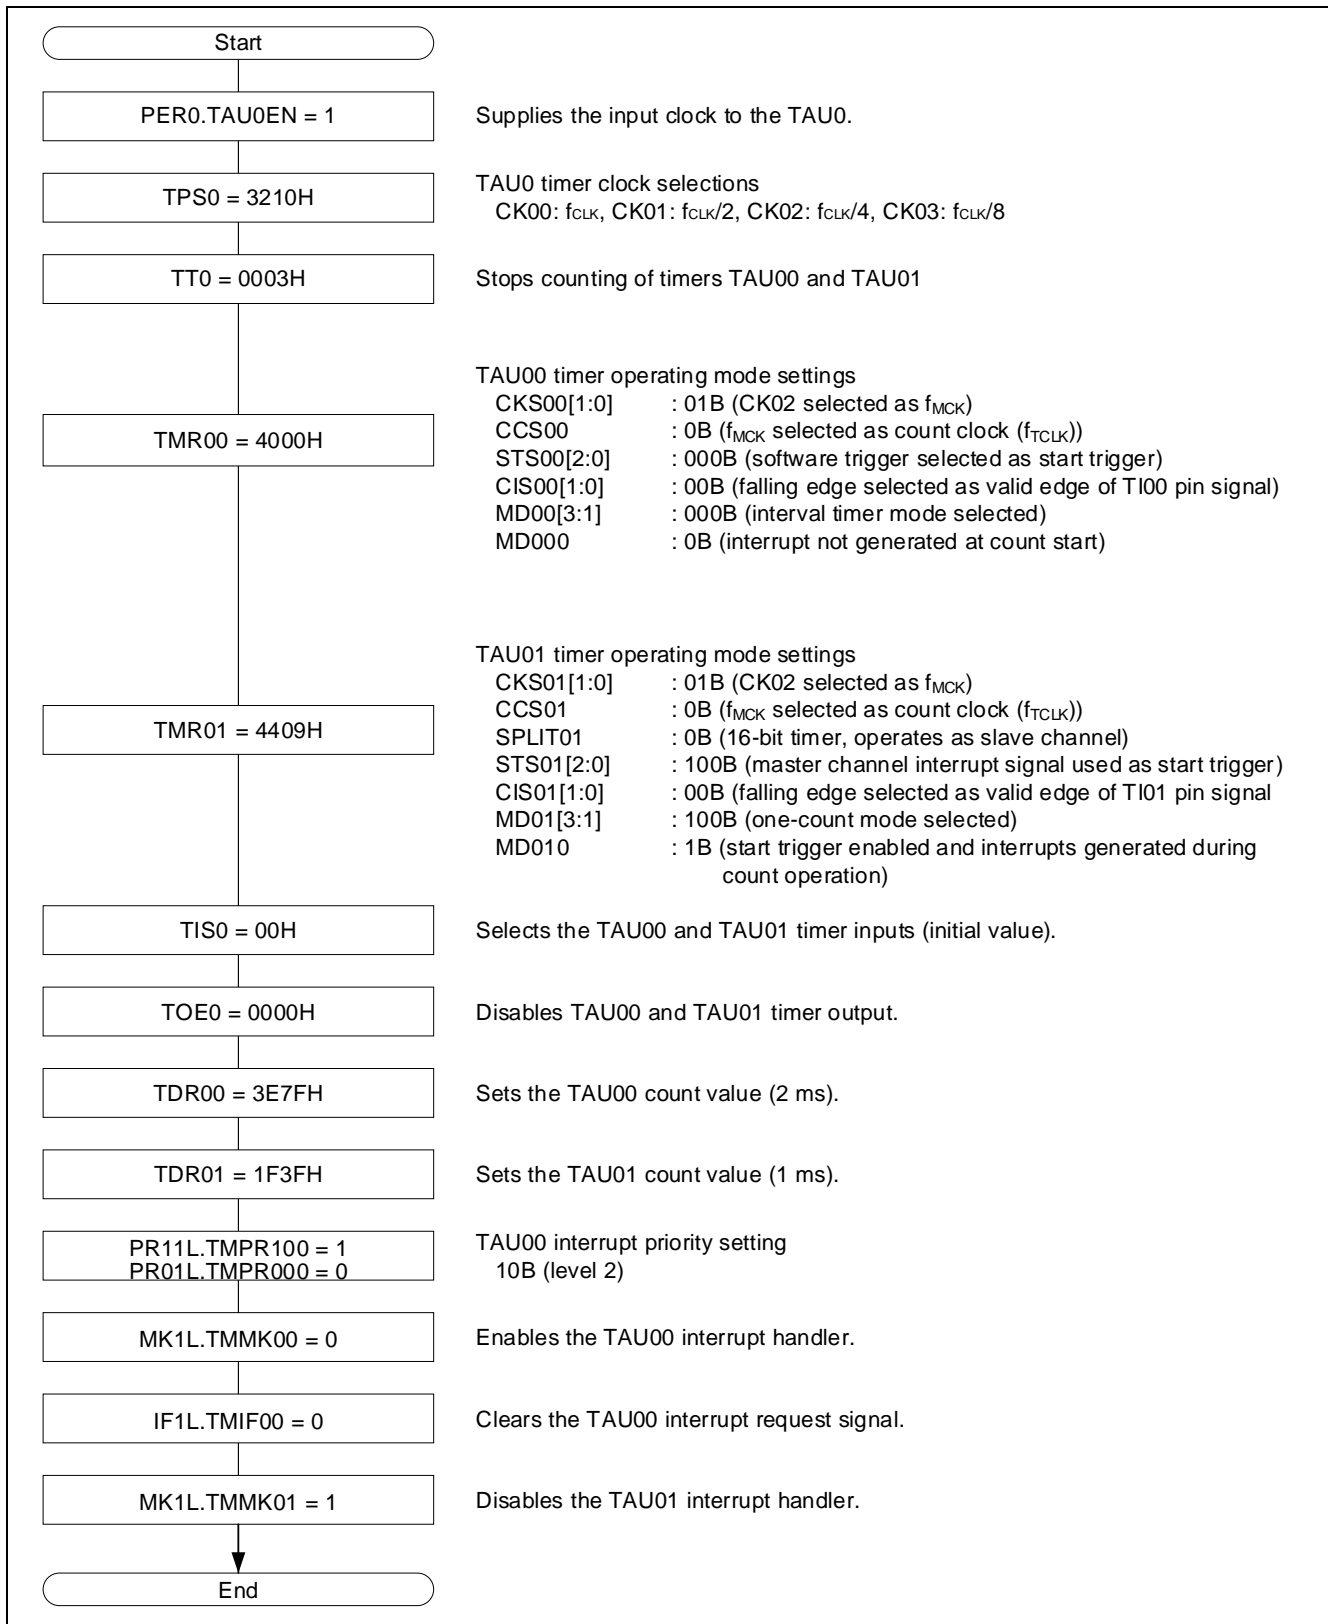 Start
PER0.TAU0EN = 1
Supplies the input clock to the TAU0.
TPS0 = 3210H
TAU0 timer clock selections
CK00: fCLK, CK01: fCLK/2, CK02: fCLK/4, CK03: fCLK/8
TT0 = 0003H
Stops counting of timers TAU00 and TAU01
TMR00 = 4000H
TAU00 timer operating mode settings
CKS00[1:0] : 01B (CK02 selected as fMCK)
CCS00 : 0B (fMCK selected as count clock (fTCLK))
STS00[2:0] : 000B (software trigger selected as start trigger)
CIS00[1:0] : 00B (falling edge selected as valid edge of TI00 pin signal)
MD00[3:1] : 000B (interval timer mode selected)
MD000 : 0B (interrupt not generated at count start)
TMR01 = 4409H
TAU01 timer operating mode settings
CKS01[1:0] : 01B (CK02 selected as fMCK)
CCS01 : 0B (fMCK selected as count clock (fTCLK))
SPLIT01 : 0B (16-bit timer, operates as slave channel)
STS01[2:0] : 100B (master channel interrupt signal used as start trigger)
CIS01[1:0] : 00B (falling edge selected as valid edge of TI01 pin signal
MD01[3:1] : 100B (one-count mode selected)
MD010 : 1B (start trigger enabled and interrupts generated during
count operation)
TIS0 = 00H
Selects the TAU00 and TAU01 timer inputs (initial value).
TOE0 = 0000H
Disables TAU00 and TAU01 timer output.
TDR00 = 3E7FH
Sets the TAU00 count value (2 ms).
TDR01 = 1F3FH
Sets the TAU01 count value (1 ms).
PR11L.TMPR100 = 1
PR01L.TMPR000 = 0
TAU00 interrupt priority setting
10B (level 2)
MK1L.TMMK00 = 0
Enables the TAU00 interrupt handler.
IF1L.TMIF00 = 0
Clears the TAU00 interrupt request signal.
MK1L.TMMK01 = 1
Disables the TAU01 interrupt handler.
End